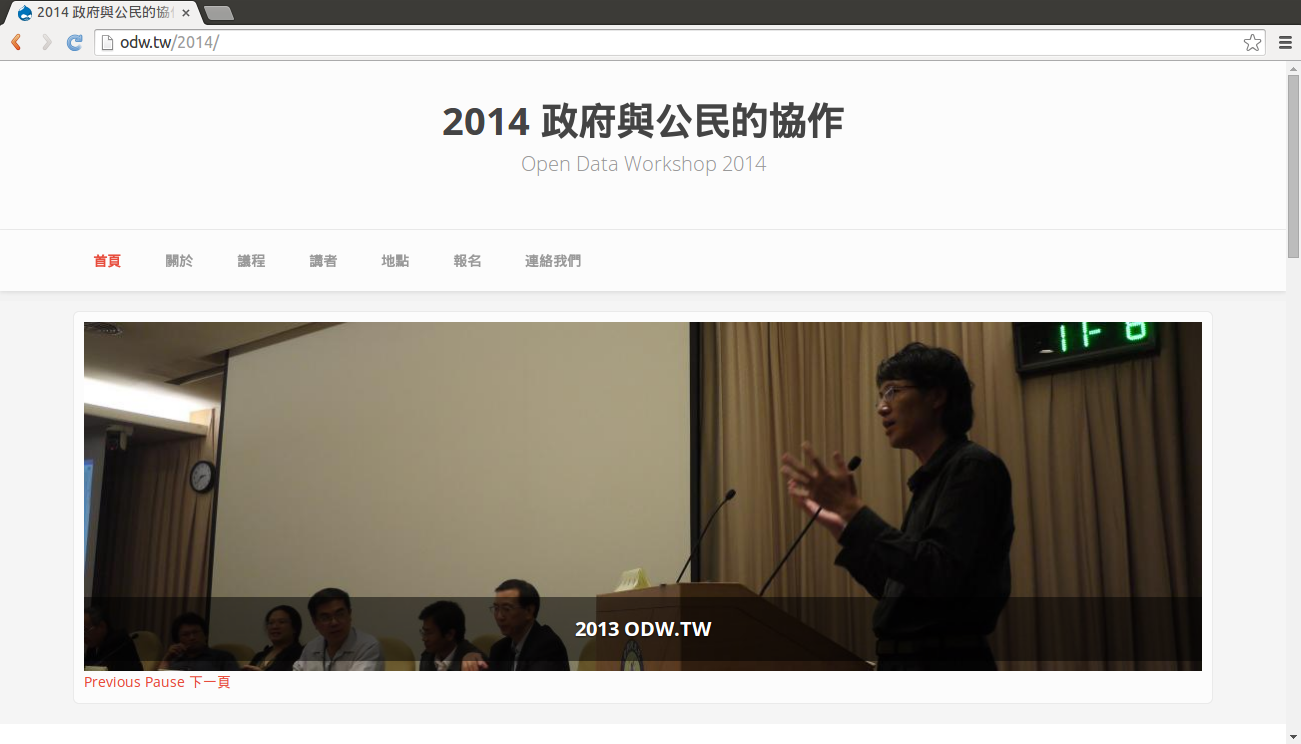 2014 政府與公民的協
odw.tw/2014/
2014 政府與公民的協作
Open Data Workshop 2014
首頁 關於 議程 講者 地點 報名 連絡我們
2013 ODW.TW
Previous Pause 下一頁